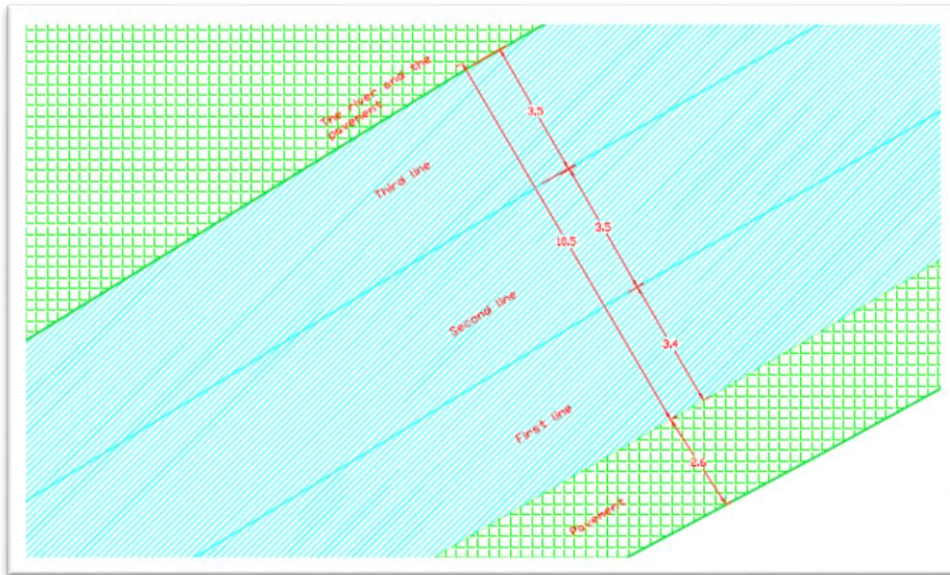 The river and the
pavement
3,5
Third line
3,5
10,5
Second line
3,4
First line
2,6
Pavement